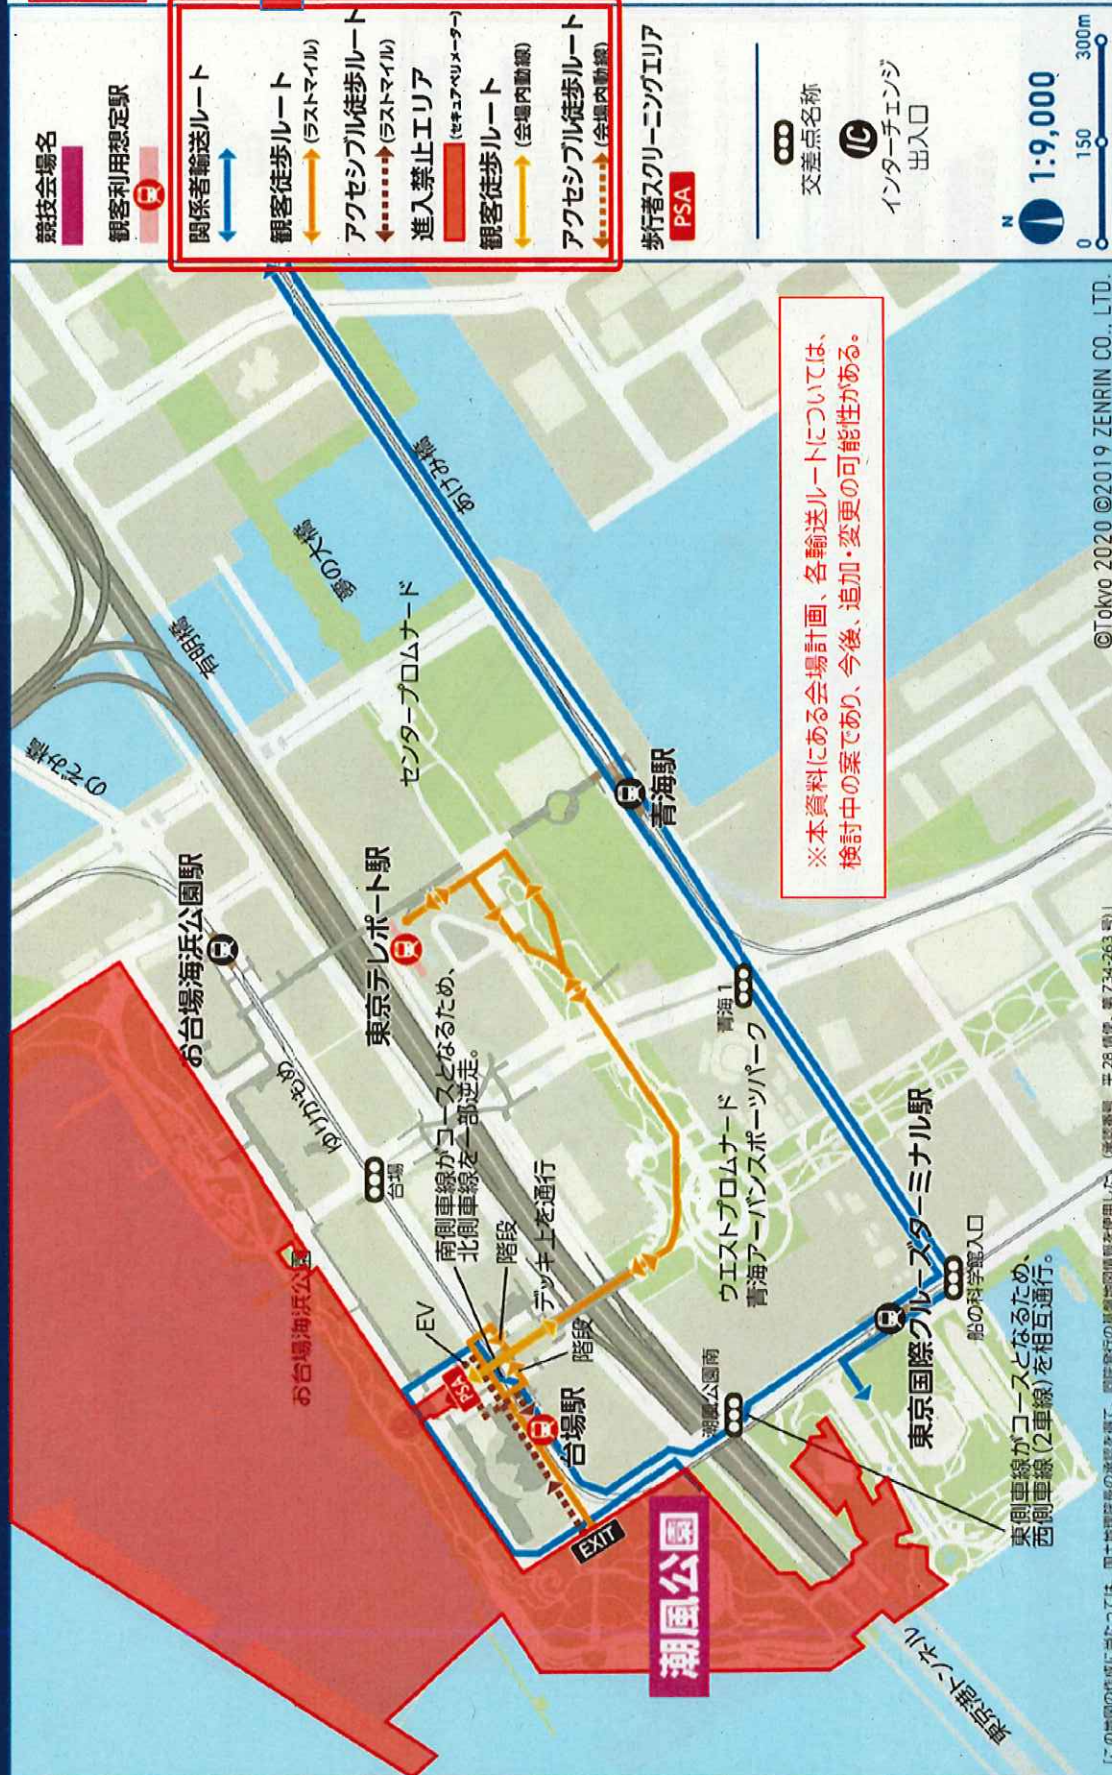 競技会場名
観客利用想定駅
関係者輸送ルート
観客徒歩ルート
(ラストマイル)
アクセシブル徒歩ルート
(ラストマイル)
進入禁止エリア
(セキュアペリメーター)
観客徒歩ルート
(会場内動線)
アクセシブル徒歩ルート
(会場内動線)
歩行者スクリーニングエリア
PSA
交差点名称
IC
インターチェンジ
出入口
N
1:9,000
0 150 300m
のぞみ橋
有明橋
夢の大橋
あけみ橋
お台場海浜公園駅
ゆりかもめ
東京テレポート駅
センタープロムナード
青海駅
お台場海浜公園
台場
南側車線がコースとなるため、
北側車線を一部逆走。
EV
階段
デッキ上を通行
階段
PSA
台場駅
EXIT
潮風公園
潮風公園南
ウエストプロムナード
青海アーバンスポーツパーク
青海1
東京国際クルーズターミナル駅
船の科学館入口
東側車線がコースとなるため、
西側車線(2車線)を相互通行。
東京港トンネル
※本資料にある会場計画、各輸送ルートについては、
検討中の案であり、今後、追加・変更の可能性がある。
©Tokyo 2020 ©2019 ZENRIN CO., LTD.